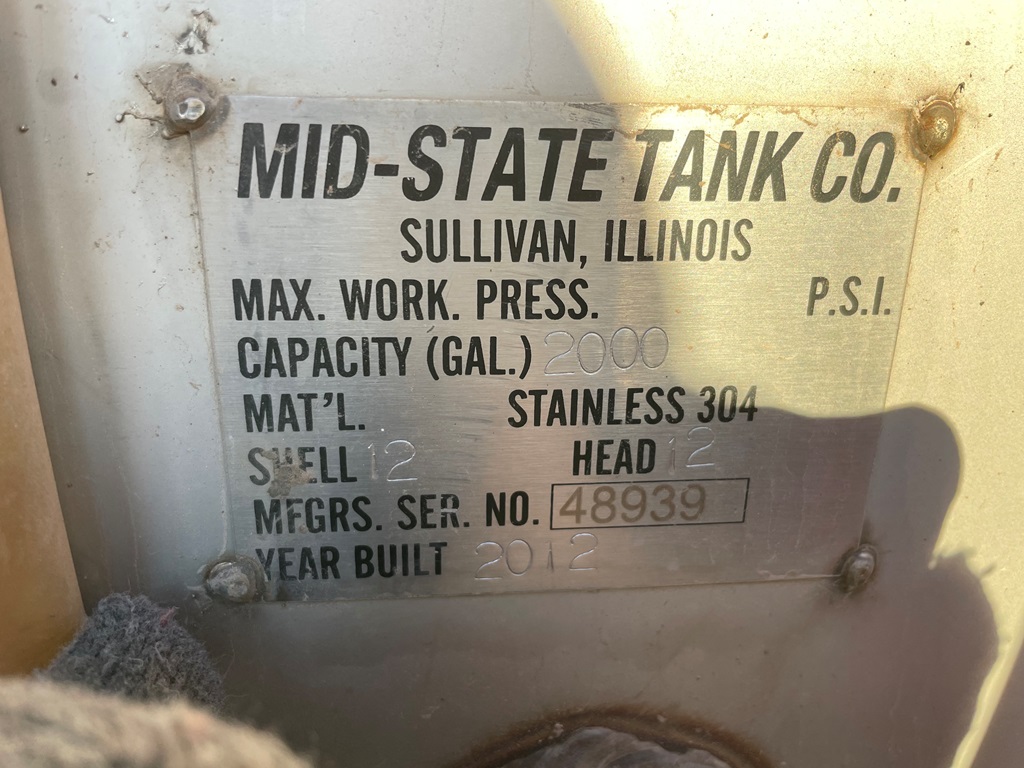 MID-STATE TANK CO.
SULLIVAN, ILLINOIS
MAX. WORK. PRESS. P.S.I.
CAPACITY (GAL.) 2000
MAT'L. STAINLESS 304
SHELL 12 HEAD 12
MFGRS. SER. NO. 48939
YEAR BUILT 2012